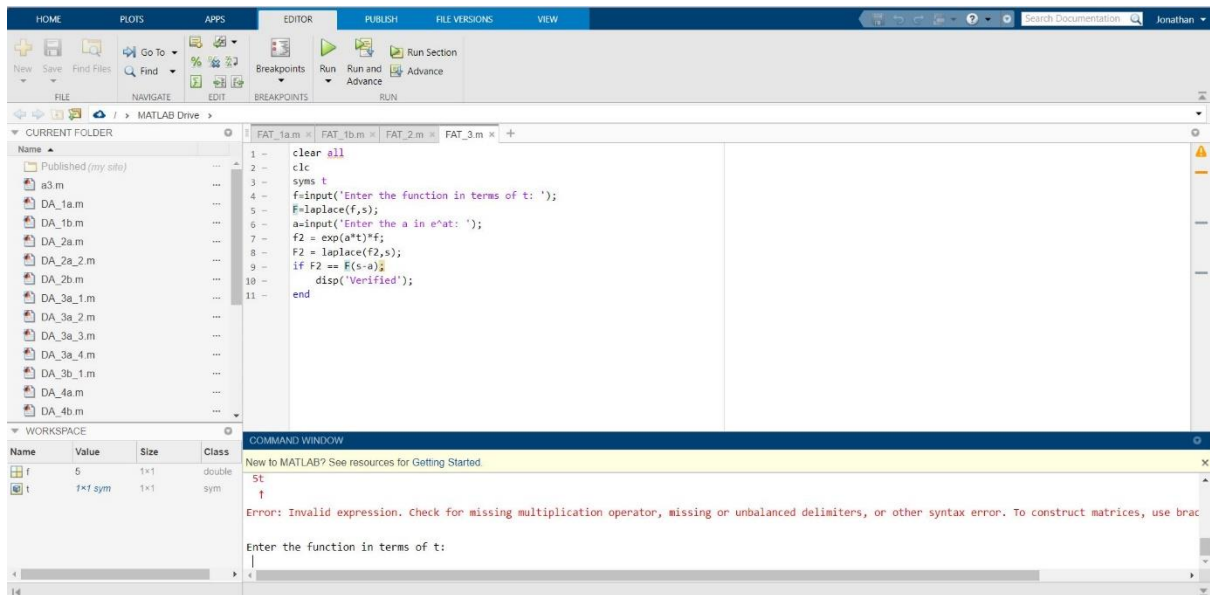 HOME PLOTS APPS EDITOR PUBLISH FILE VERSIONS VIEW Search Documentation Jonathan
New Save Find Files Go To Find Breakpoints Run Run and Advance Run Section Advance
FILE NAVIGATE EDIT BREAKPOINTS RUN
/ > MATLAB Drive >
CURRENT FOLDER
Name
Published (my site)
a3.m
DA_1a.m
DA_1b.m
DA_2a.m
DA_2a_2.m
DA_2b.m
DA_3a_1.m
DA_3a_2.m
DA_3a_3.m
DA_3a_4.m
DA_3b_1.m
DA_4a.m
DA_4b.m
WORKSPACE
Name Value Size Class
f 5 1×1 double
t 1×1 sym 1×1 sym
FAT_1a.m × FAT_1b.m × FAT_2.m × FAT_3.m × +
1 - clear all
2 - clc
3 - syms t
4 - f=input('Enter the function in terms of t: ');
5 - F=laplace(f,s);
6 - a=input('Enter the a in e^at: ');
7 - f2 = exp(a*t)*f;
8 - F2 = laplace(f2,s);
9 - if F2 == F(s-a);
10 - disp('Verified');
11 - end
COMMAND WINDOW
New to MATLAB? See resources for Getting Started.
5t
↑
Error: Invalid expression. Check for missing multiplication operator, missing or unbalanced delimiters, or other syntax error. To construct matrices, use brac
Enter the function in terms of t: